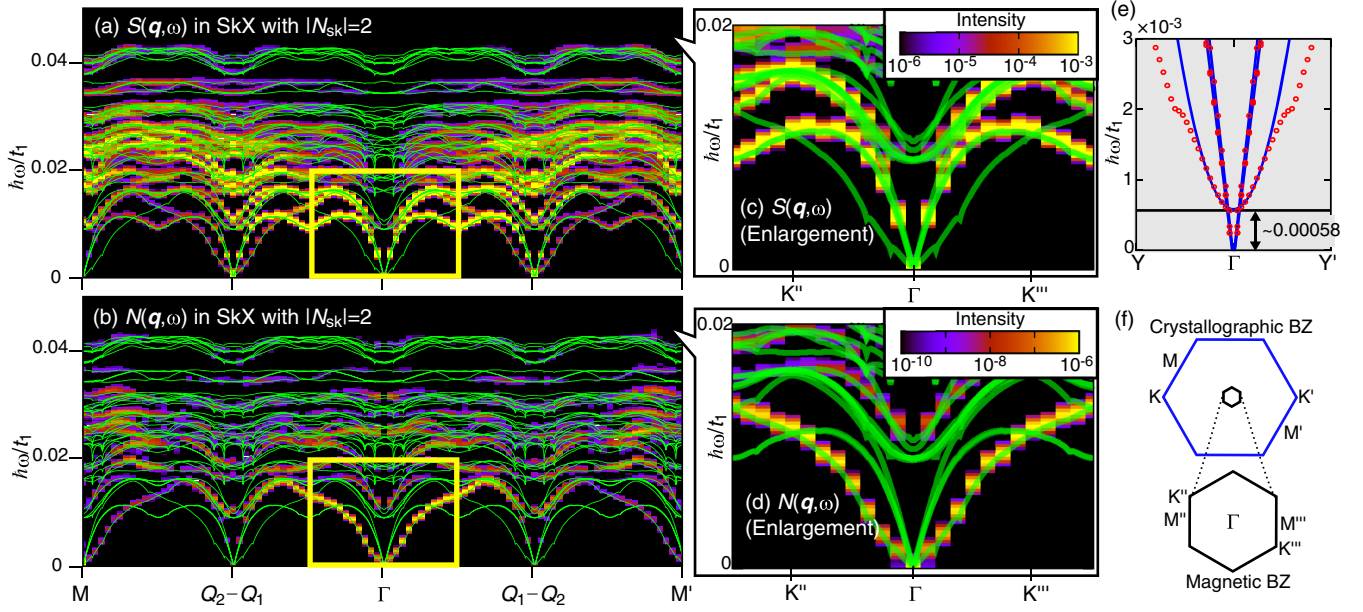 (a) S(q,ω) in SkX with |Nsk|=2
ħω/t1
0.04
0.02
0
(b) N(q,ω) in SkX with |Nsk|=2
ħω/t1
0.04
0.02
0
M
Q2−Q1
Γ
Q1−Q2
M'
0.02
Intensity
10-6
10-5
10-4
10-3
ħω/t1
(c) S(q,ω)
(Enlargement)
0
K''
Γ
K'''
0.02
Intensity
10-10
10-8
10-6
ħω/t1
(d) N(q,ω)
(Enlargement)
0
K''
Γ
K'''
(e)
×10-3
3
2
ħω/t1
1
~0.00058
0
Y
Γ
Y'
(f)
Crystallographic BZ
M
K
K'
M'
K''
M''
Γ
M'''
K'''
Magnetic BZ